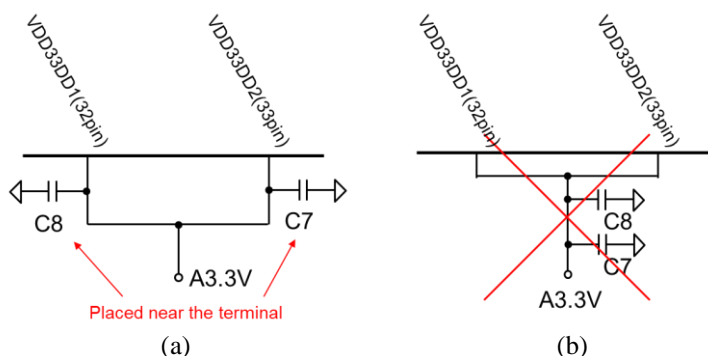 VDD33DD1(32pin)
VDD33DD2(33pin)
C8
C7
A3.3V
Placed near the terminal
(a)
VDD33DD1(32pin)
VDD33DD2(33pin)
C8
C7
A3.3V
(b)